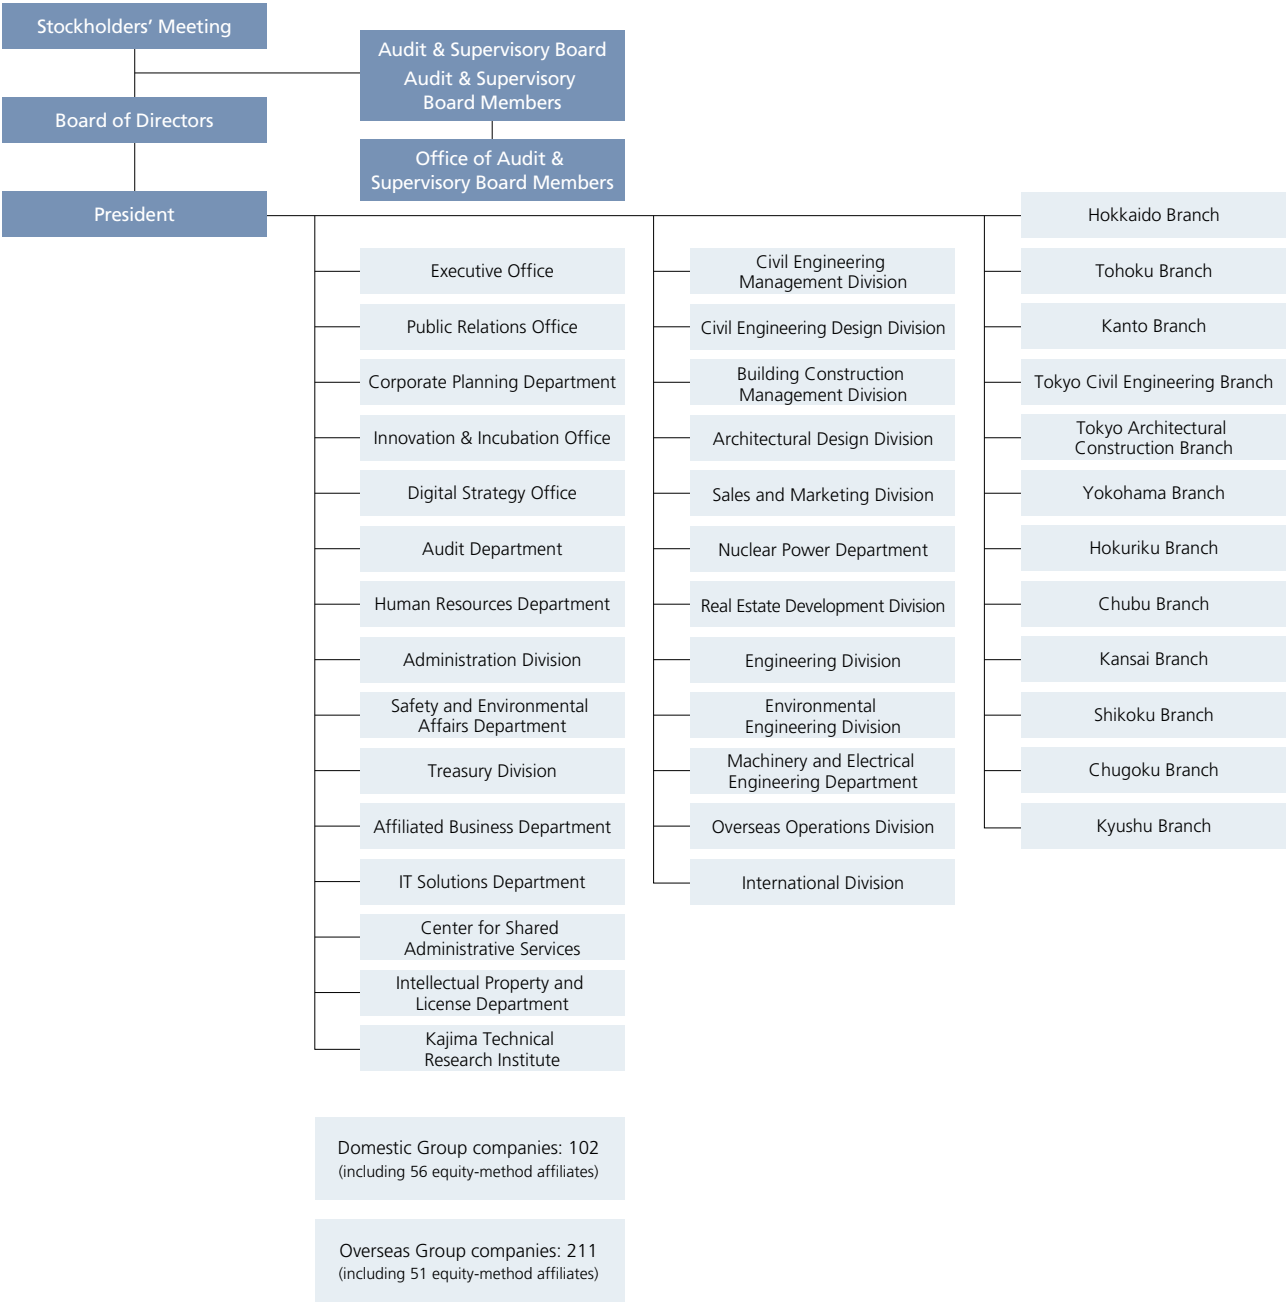 Stockholders’ Meeting
Audit & Supervisory Board
Audit & Supervisory
Board Members
Board of Directors
Office of Audit &
Supervisory Board Members
President
Executive Office
Public Relations Office
Corporate Planning Department
Innovation & Incubation Office
Digital Strategy Office
Audit Department
Human Resources Department
Administration Division
Safety and Environmental
Affairs Department
Treasury Division
Affiliated Business Department
IT Solutions Department
Center for Shared
Administrative Services
Intellectual Property and
License Department
Kajima Technical
Research Institute
Civil Engineering
Management Division
Civil Engineering Design Division
Building Construction
Management Division
Architectural Design Division
Sales and Marketing Division
Nuclear Power Department
Real Estate Development Division
Engineering Division
Environmental
Engineering Division
Machinery and Electrical
Engineering Department
Overseas Operations Division
International Division
Hokkaido Branch
Tohoku Branch
Kanto Branch
Tokyo Civil Engineering Branch
Tokyo Architectural
Construction Branch
Yokohama Branch
Hokuriku Branch
Chubu Branch
Kansai Branch
Shikoku Branch
Chugoku Branch
Kyushu Branch
Domestic Group companies: 102
(including 56 equity-method affiliates)
Overseas Group companies: 211
(including 51 equity-method affiliates)